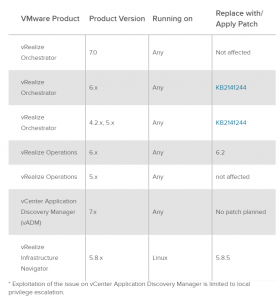 VMware Product Product Version Running on Replace with/ Apply Patch
vRealize Orchestrator 7.0 Any Not affected
vRealize Orchestrator 6.x Any KB2141244
vRealize Orchestrator 4.2.x, 5.x Any KB2141244
vRealize Operations 6.x Any 6.2
vRealize Operations 5.x Any not affected
vCenter Application Discovery Manager (vADM) 7.x Any No patch planned
vRealize Infrastructure Navigator 5.8.x Linux 5.8.5
* Exploitation of the issue on vCenter Application Discovery Manager is limited to local
privilege escalation.